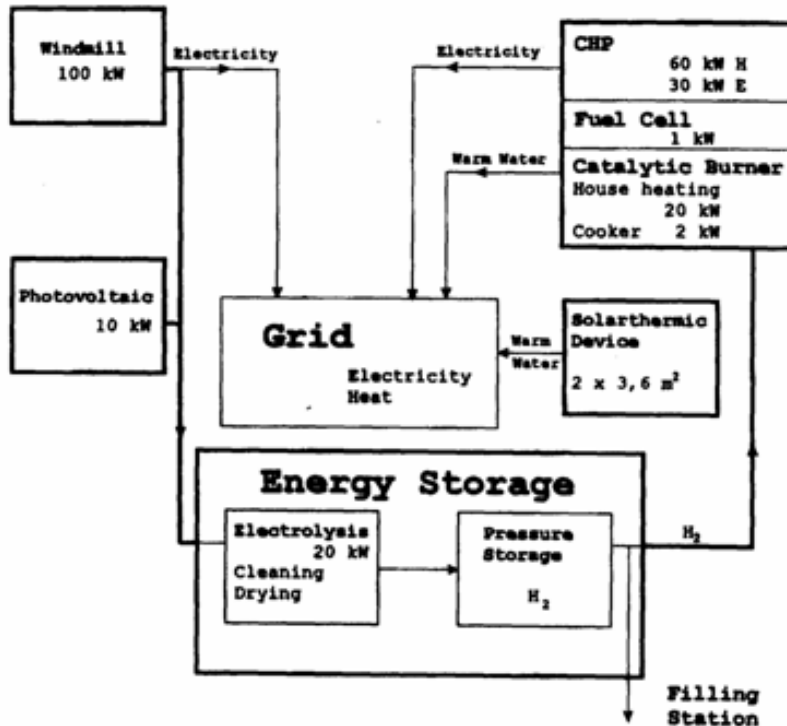 Windmill
100 kW
Electricity
Electricity
CHP
60 kW H
30 kW E
Fuel Cell
1 kW
Warm Water
Catalytic Burner
House heating
20 kW
Cooker 2 kW
Photovoltaic
10 kW
Grid
Electricity
Heat
Warm
Water
Solarthermic
Device
2 x 3,6 m²
Energy Storage
Electrolysis
20 kW
Cleaning
Drying
Pressure
Storage
H₂
H₂
Filling
Station